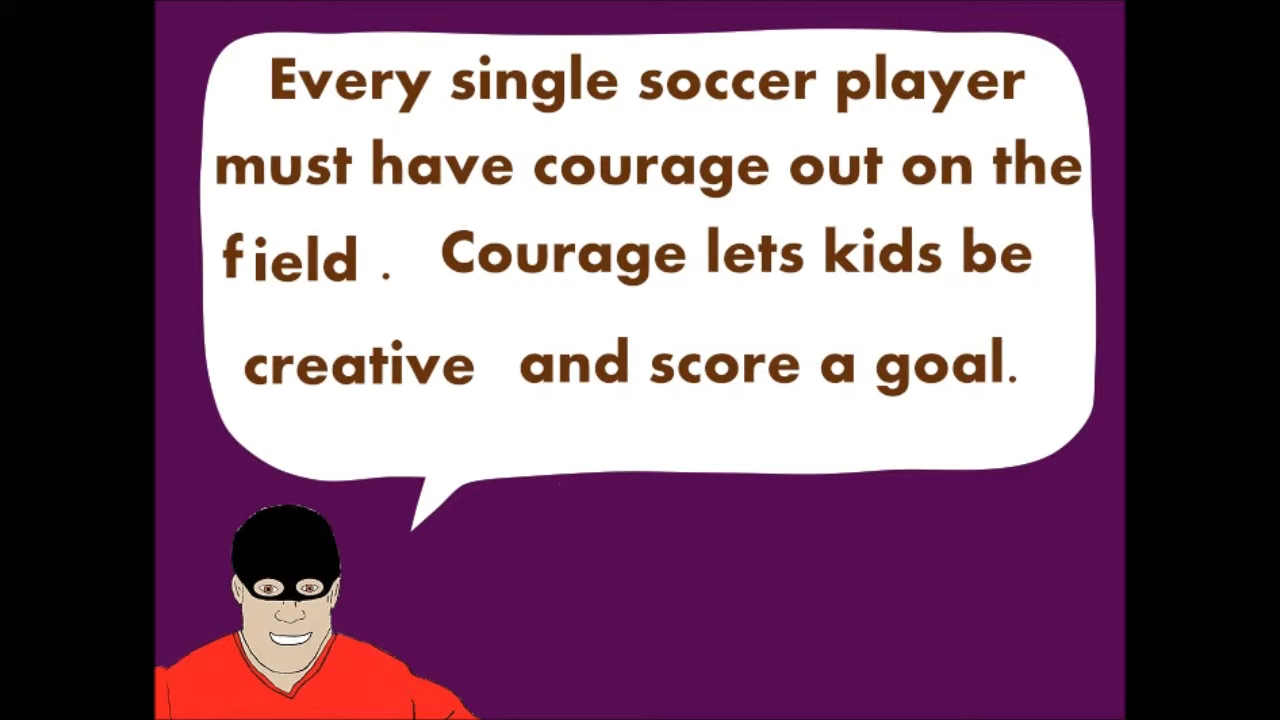 Every single soccer player
must have courage out on the
field . Courage lets kids be
creative and score a goal.